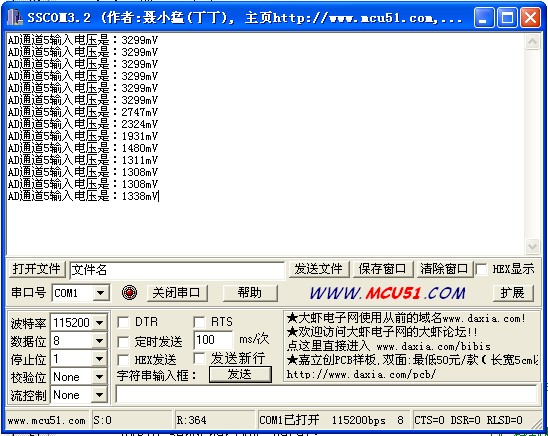 SSCOM3.2 (作者:聂小猛(丁丁), 主页http://www.mcu51.com,...
AD通道5输入电压是：3299mV
AD通道5输入电压是：3299mV
AD通道5输入电压是：3299mV
AD通道5输入电压是：3299mV
AD通道5输入电压是：3299mV
AD通道5输入电压是：3299mV
AD通道5输入电压是：2747mV
AD通道5输入电压是：2324mV
AD通道5输入电压是：1931mV
AD通道5输入电压是：1480mV
AD通道5输入电压是：1311mV
AD通道5输入电压是：1308mV
AD通道5输入电压是：1308mV
AD通道5输入电压是：1338mV
打开文件 文件名 发送文件 保存窗口 清除窗口 HEX显示
串口号 COM1 关闭串口 帮助 WWW.MCU51.COM 扩展
波特率 115200 DTR RTS
数据位 8 定时发送 100 ms/次
停止位 1 HEX发送 发送新行
校验位 None 字符串输入框： 发送
流控制 None
★大虾电子网使用从前的域名www.daxia.com!
★欢迎访问大虾电子网的大虾论坛!!
点这里直接进入 www.daxia.com/bibis
★嘉立创PCB样板,双面:最低50元/款（长宽5cm以
http://www.daxia.com/pcb/
www.mcu51.com S:0 R:364 COM1已打开 115200bps 8 CTS=0 DSR=0 RLSD=0